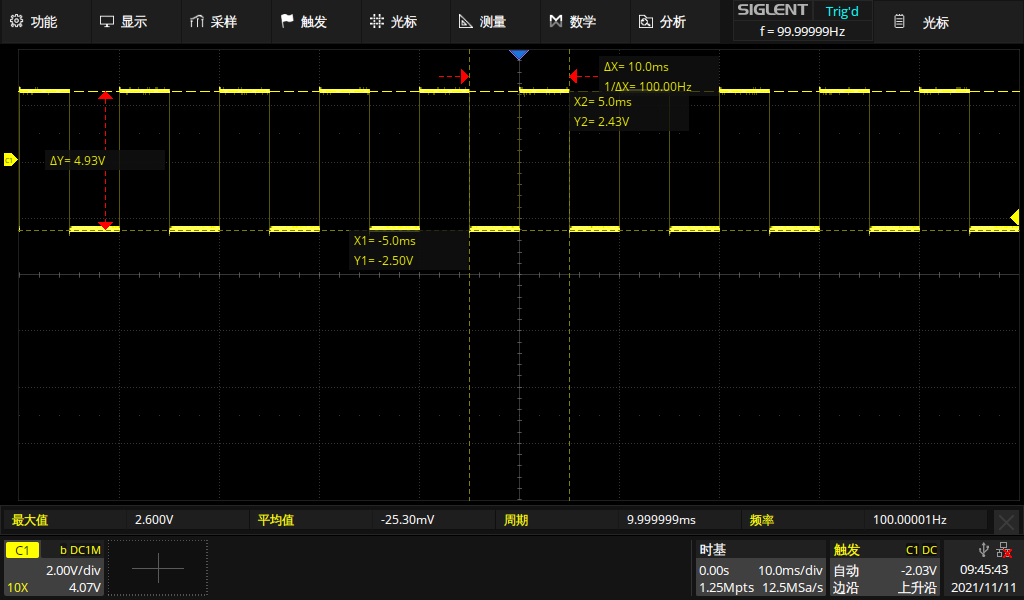 功能 显示 采样 触发 光标 测量 数学 分析 SIGLENT Trig'd 光标
f = 99.99999Hz
ΔX= 10.0ms
1/ΔX= 100.00Hz
X2= 5.0ms
Y2= 2.43V
C1
ΔY= 4.93V
X1= -5.0ms
Y1= -2.50V
最大值 2.600V 平均值 -25.30mV 周期 9.999999ms 频率 100.00001Hz
C1 b DC1M
2.00V/div
10X 4.07V
时基
0.00s 10.0ms/div
1.25Mpts 12.5MSa/s
触发 C1 DC
自动 -2.03V
边沿 上升沿
09:45:43
2021/11/11